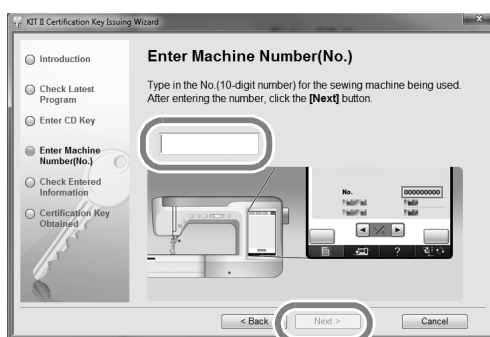 KIT II Certification Key Issuing Wizard
x
Introduction
Check Latest
Program
Enter CD Key
Enter Machine
Number(No.)
Check Entered
Information
Certification Key
Obtained
Enter Machine Number(No.)
Type in the No.(10-digit number) for the sewing machine being used.
After entering the number, click the [Next] button.
No.
000000000
?
< Back
Next >
Cancel